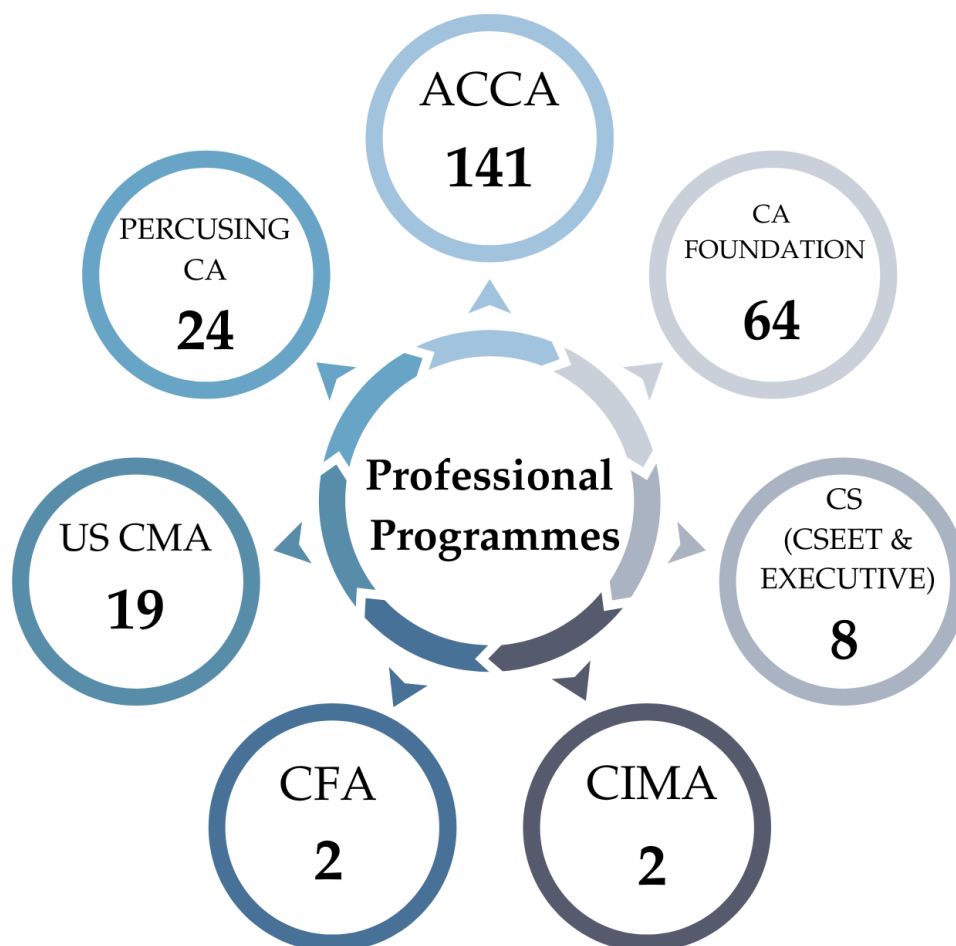 ACCA
141
CA
FOUNDATION
64
CS
(CSEET &
EXECUTIVE)
8
CIMA
2
CFA
2
US CMA
19
PERCUSING
CA
24
Professional
Programmes